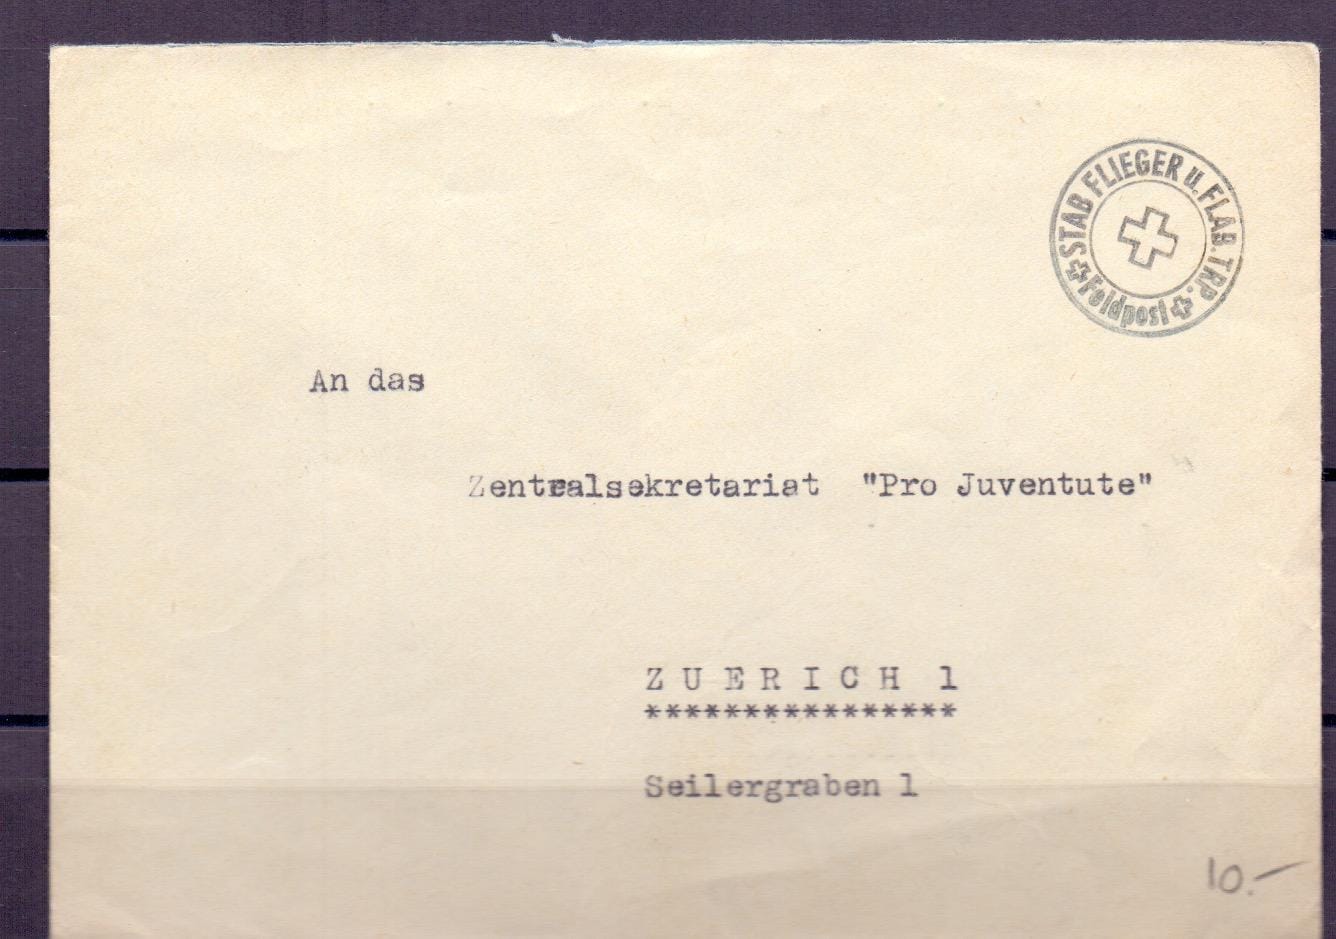 STAB FLIEGER u. FLAB. TRP.
Feldpost
An das
Zentralsekretariat "Pro Juventute"
ZUERICH 1
****************
Seilergraben 1
10.-